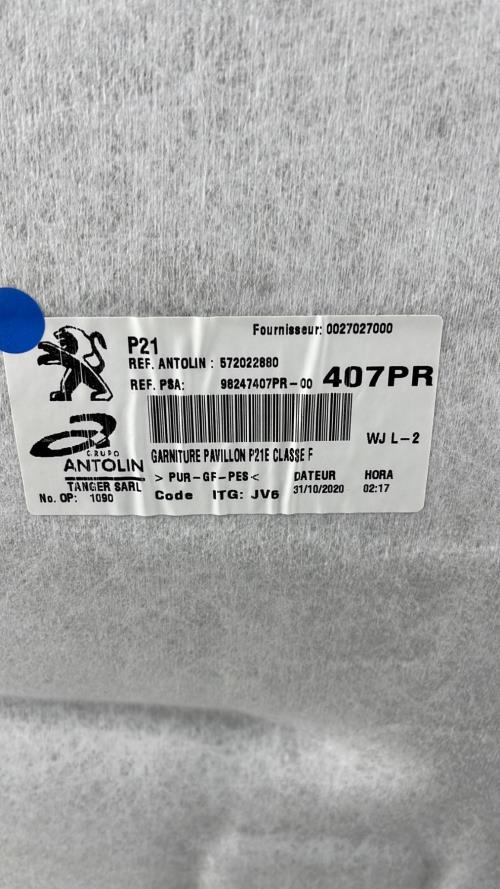 Fournisseur: 0027027000
P21
REF. ANTOLIN : 572022880
REF. PSA: 98247407PR-00 407PR
WJ L-2
GRUPO
ANTOLIN
TANGER SARL
GARNITURE PAVILLON P21E CLASSE F
> PUR-GF-PES < DATEUR HORA
No. OP: 1090 Code ITG: JV6 31/10/2020 02:17